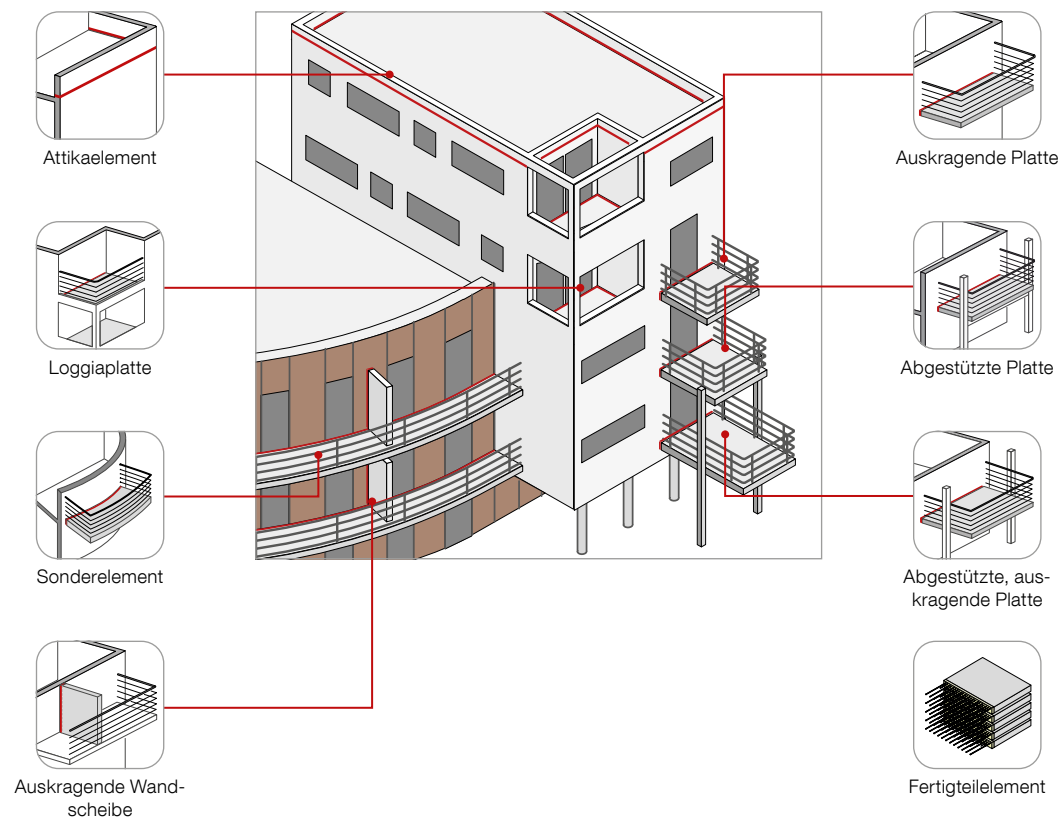 Attikaelement
Auskragende Platte
Loggiaplatte
Abgestützte Platte
Sonderelement
Abgestützte, aus-
kragende Platte
Auskragende Wand-
scheibe
Fertigteilelement